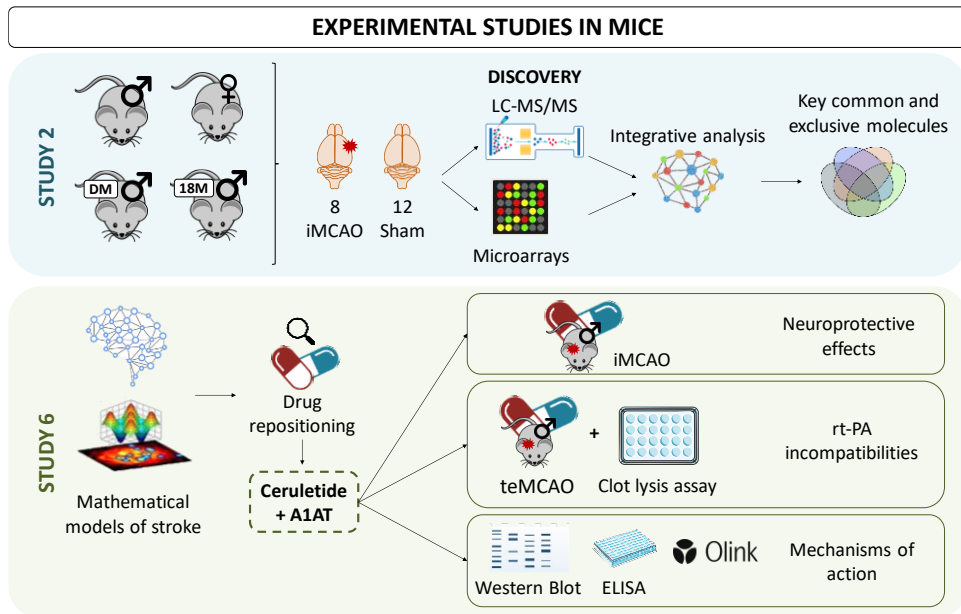 EXPERIMENTAL STUDIES IN MICE
STUDY 2
DM
18M
8
iMCAO
12
Sham
DISCOVERY
LC-MS/MS
Microarrays
Integrative analysis
Key common and
exclusive molecules
STUDY 6
Mathematical
models of stroke
Drug
repositioning
Ceruletide
+ A1AT
iMCAO
Neuroprotective
effects
teMCAO
+
Clot lysis assay
rt-PA
incompatibilities
Western Blot
ELISA
Olink
Mechanisms of
action